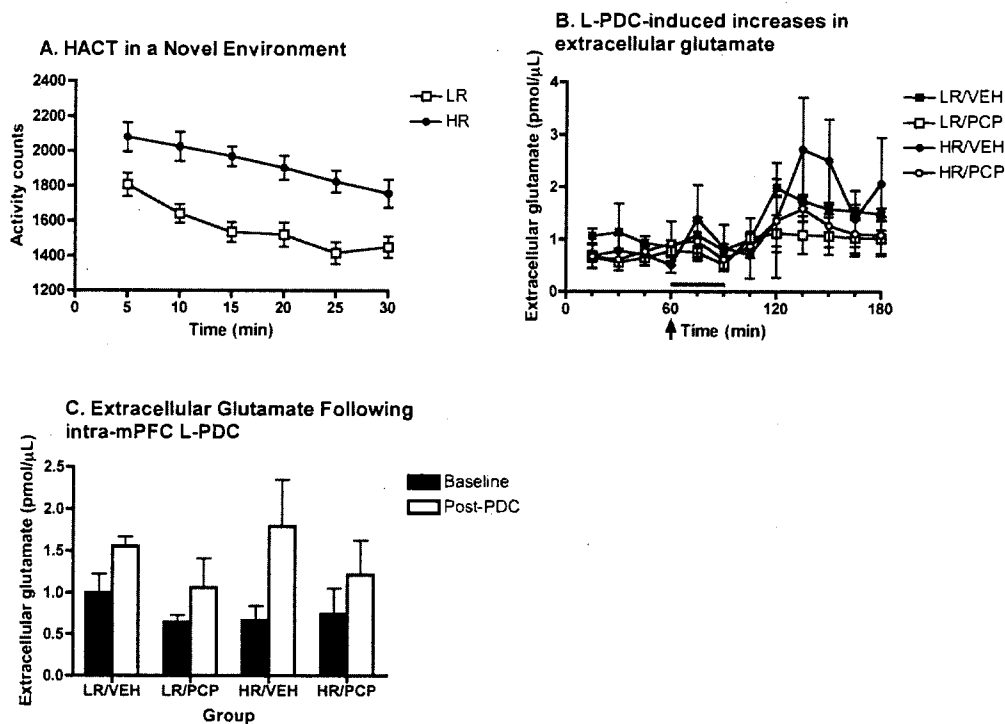 A. HACT in a Novel Environment
2400
2200
2000
1800
1600
1400
1200
Activity counts
0
5
10
15
20
25
30
Time (min)
LR
HR
B. L-PDC-induced increases in
extracellular glutamate
4
3
2
1
0
Extracellular glutamate (pmol/µL)
0
60
120
180
Time (min)
LR/VEH
LR/PCP
HR/VEH
HR/PCP
C. Extracellular Glutamate Following
intra-mPFC L-PDC
2.5
2.0
1.5
1.0
0.5
0.0
Extracellular glutamate (pmol/µL)
LR/VEH
LR/PCP
HR/VEH
HR/PCP
Group
Baseline
Post-PDC